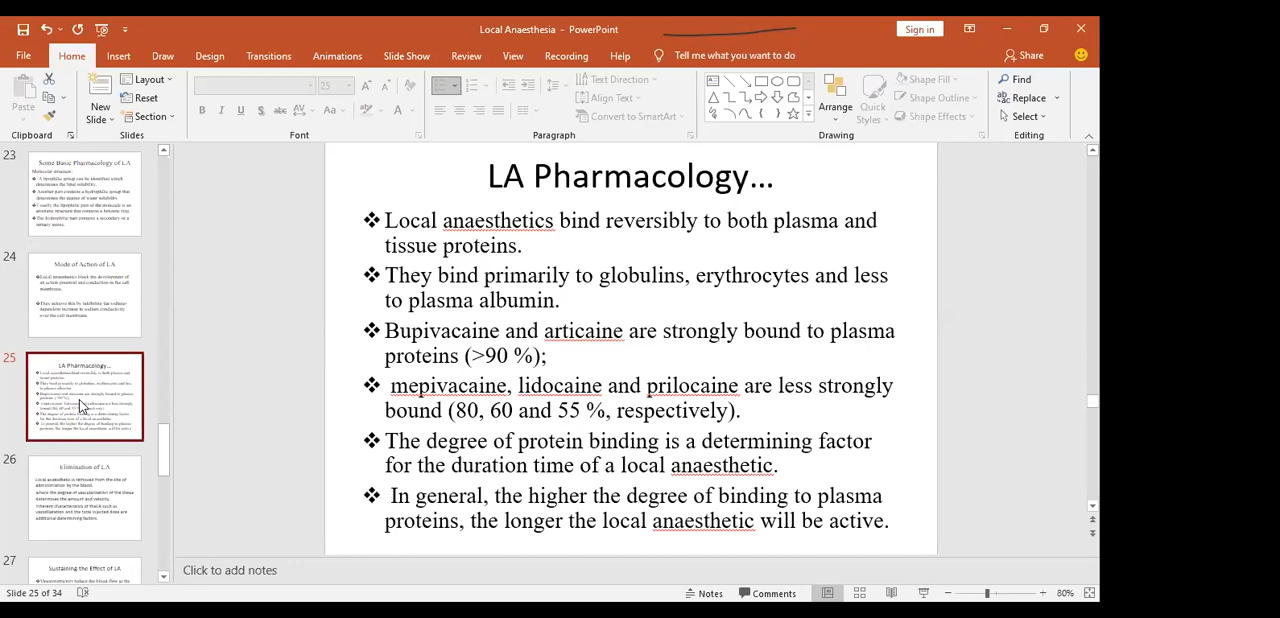 Local Anaesthesia - PowerPoint
Sign in
File Home Insert Draw Design Transitions Animations Slide Show Review View Recording Help Tell me what you want to do Share
Paste
Clipboard
New Slide
Layout
Reset
Section
Slides
25
B I U S abc AV Aa A
Font
Text Direction
Align Text
Convert to SmartArt
Paragraph
Arrange
Quick Styles
Shape Fill
Shape Outline
Shape Effects
Drawing
Find
Replace
Select
Editing
23
Some Basic Pharmacology of LA
24
Mode of Action of LA
25
LA Pharmacology...
26
Elimination of LA
27
Sustaining the Effect of LA
LA Pharmacology...
❖ Local anaesthetics bind reversibly to both plasma and
tissue proteins.
❖ They bind primarily to globulins, erythrocytes and less
to plasma albumin.
❖ Bupivacaine and articaine are strongly bound to plasma
proteins (>90 %);
❖ mepivacaine, lidocaine and prilocaine are less strongly
bound (80, 60 and 55 %, respectively).
❖ The degree of protein binding is a determining factor
for the duration time of a local anaesthetic.
❖ In general, the higher the degree of binding to plasma
proteins, the longer the local anaesthetic will be active.
Click to add notes
Slide 25 of 34
Notes
Comments
80%